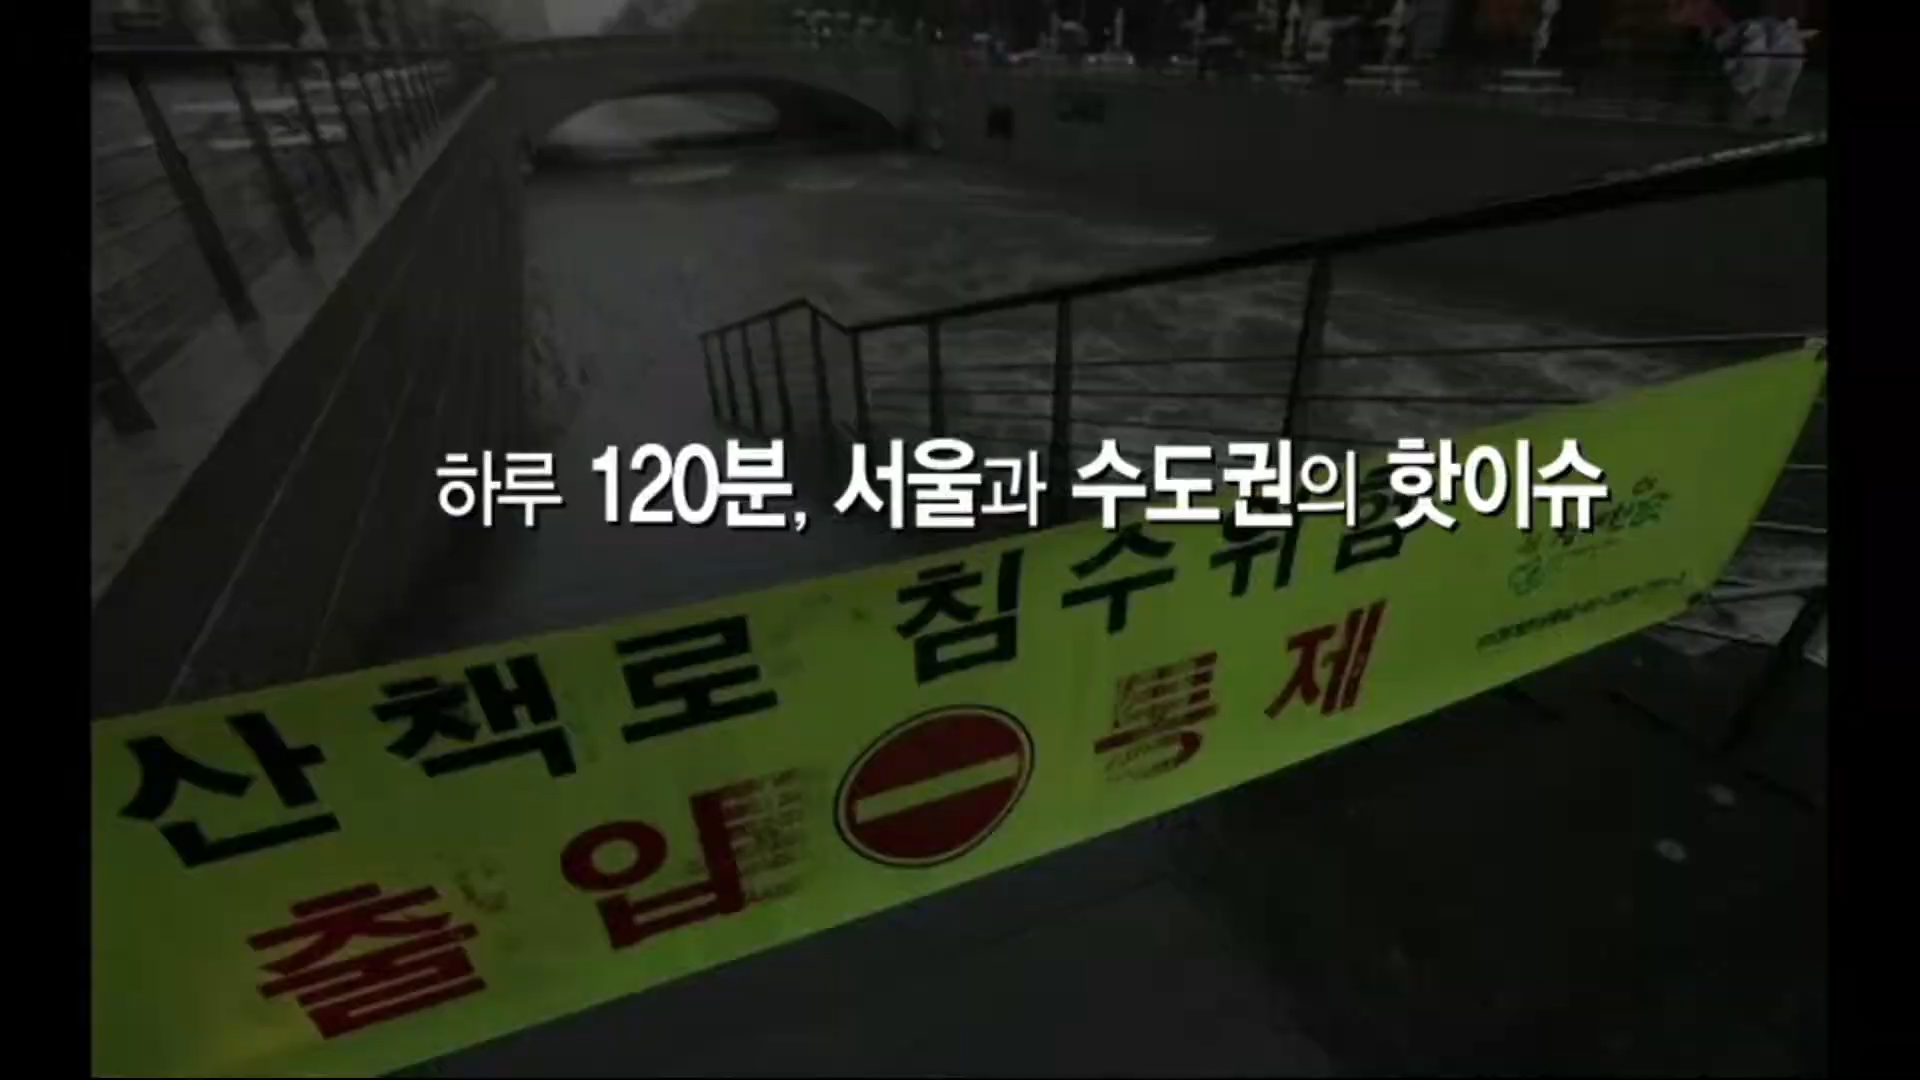 하루 120분, 서울과 수도권의 핫이슈
산책로 침수위험
출입 통제